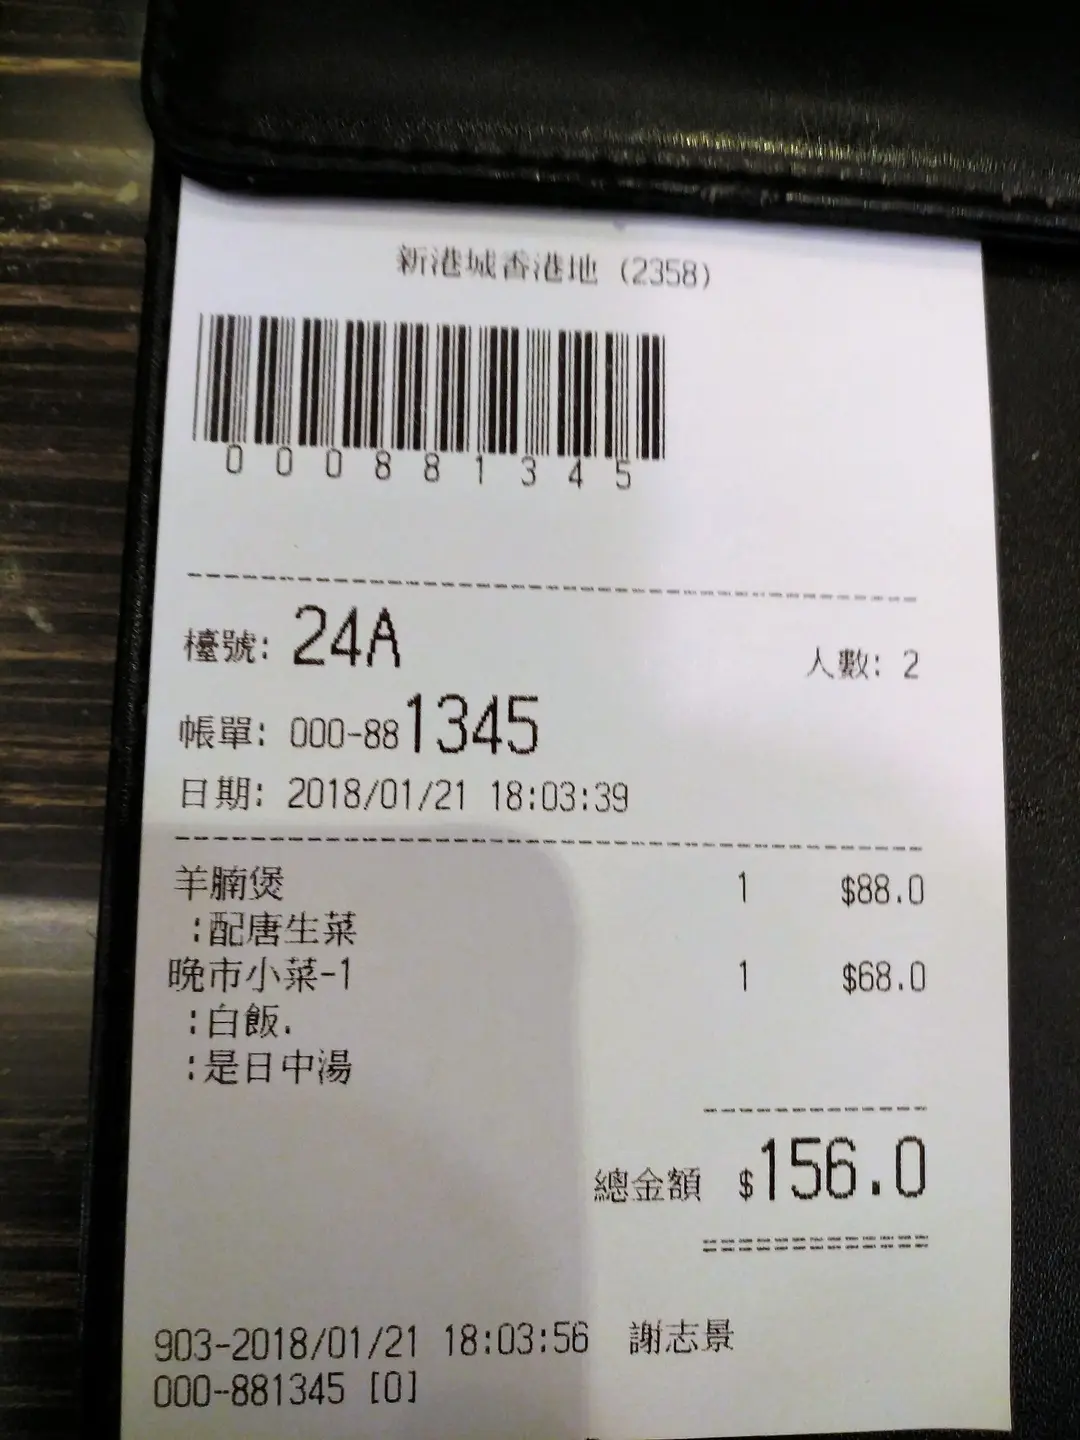 新港城香港地 (2358)
000881345
檯號: 24A 人數: 2
帳單: 000-881345
日期: 2018/01/21 18:03:39
羊腩煲 1 $88.0
:配唐生菜
晚市小菜-1 1 $68.0
:白飯.
:是日中湯
總金額 $156.0
903-2018/01/21 18:03:56 謝志景
000-881345 [0]